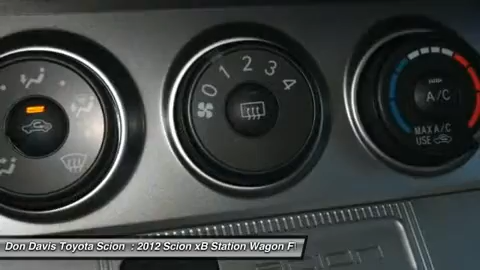 0 1 2 3 4
A/C
MAX A/C
USE
Don Davis Toyota Scion : 2012 Scion xB Station Wagon F